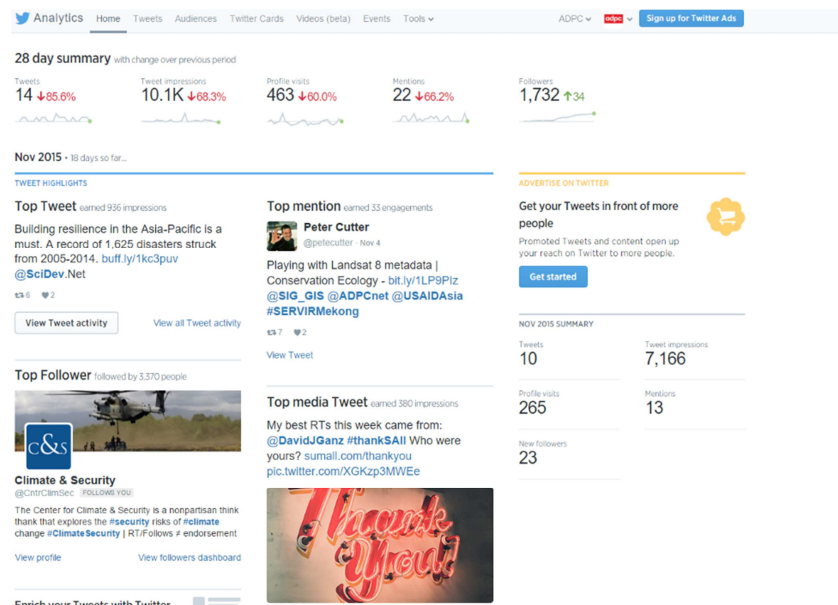 Analytics Home Tweets Audiences Twitter Cards Videos (beta) Events Tools ADPC adpc Sign up for Twitter Ads
28 day summary with change over previous period
Tweets
14 ↓85.6%
Tweet impressions
10.1K ↓68.3%
Profile visits
463 ↓60.0%
Mentions
22 ↓66.2%
Followers
1,732 ↑34
Nov 2015 • 18 days so far...
TWEET HIGHLIGHTS
Top Tweet earned 936 impressions
Building resilience in the Asia-Pacific is a
must. A record of 1,625 disasters struck
from 2005-2014. buff.ly/1kc3puv
@SciDev.Net
6 2
View Tweet activity View all Tweet activity
Top Follower followed by 3,370 people
C&S
Climate & Security
@CntrClimSec FOLLOWS YOU
The Center for Climate & Security is a nonpartisan think
thank that explores the #security risks of #climate
change #ClimateSecurity | RT/Follows ≠ endorsement
View profile View followers dashboard
Enrich your Tweets with Twitter
Top mention earned 33 engagements
Peter Cutter
@petecutter · Nov 4
Playing with Landsat 8 metadata |
Conservation Ecology - bit.ly/1LP9Plz
@SIG_GIS @ADPCnet @USAIDAsia
#SERVIRMekong
7 2
View Tweet
Top media Tweet earned 380 impressions
My best RTs this week came from:
@DavidJGanz #thankSAll Who were
yours? sumall.com/thankyou
pic.twitter.com/XGKzp3MWEe
Thank
You!
ADVERTISE ON TWITTER
Get your Tweets in front of more
people
Promoted Tweets and content open up
your reach on Twitter to more people.
Get started
NOV 2015 SUMMARY
Tweets
10
Tweet impressions
7,166
Profile visits
265
Mentions
13
New followers
23